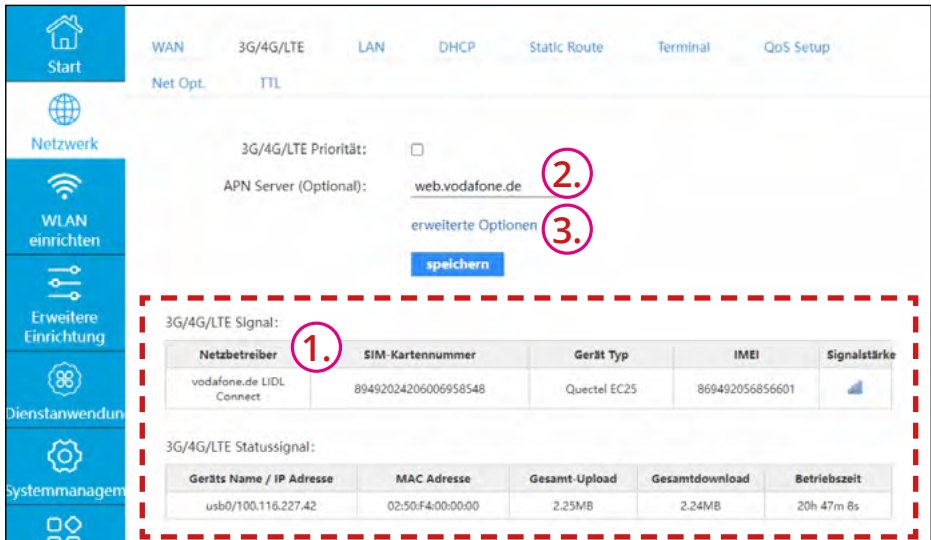 Start
Netzwerk
WLAN
einrichten
Erweitere
Einrichtung
Dienstanwendun
Systemmanagem
WAN 3G/4G/LTE LAN DHCP Static Route Terminal QoS Setup
Net Opt. TTL
3G/4G/LTE Priorität:
APN Server (Optional): web.vodafone.de 2.
erweiterte Optionen 3.
speichern
3G/4G/LTE Signal:
1.
Netzbetreiber SIM-Kartennummer Gerät Typ IMEI Signalstärke
vodafone.de LIDL
Connect 89492024206006958548 Quectel EC25 869492056856601
3G/4G/LTE Statussignal:
Geräts Name / IP Adresse MAC Adresse Gesamt-Upload Gesamtdownload Betriebszeit
usb0/100.116.227.42 02:50:F4:00:00:00 2.25MB 2.24MB 20h 47m 8s